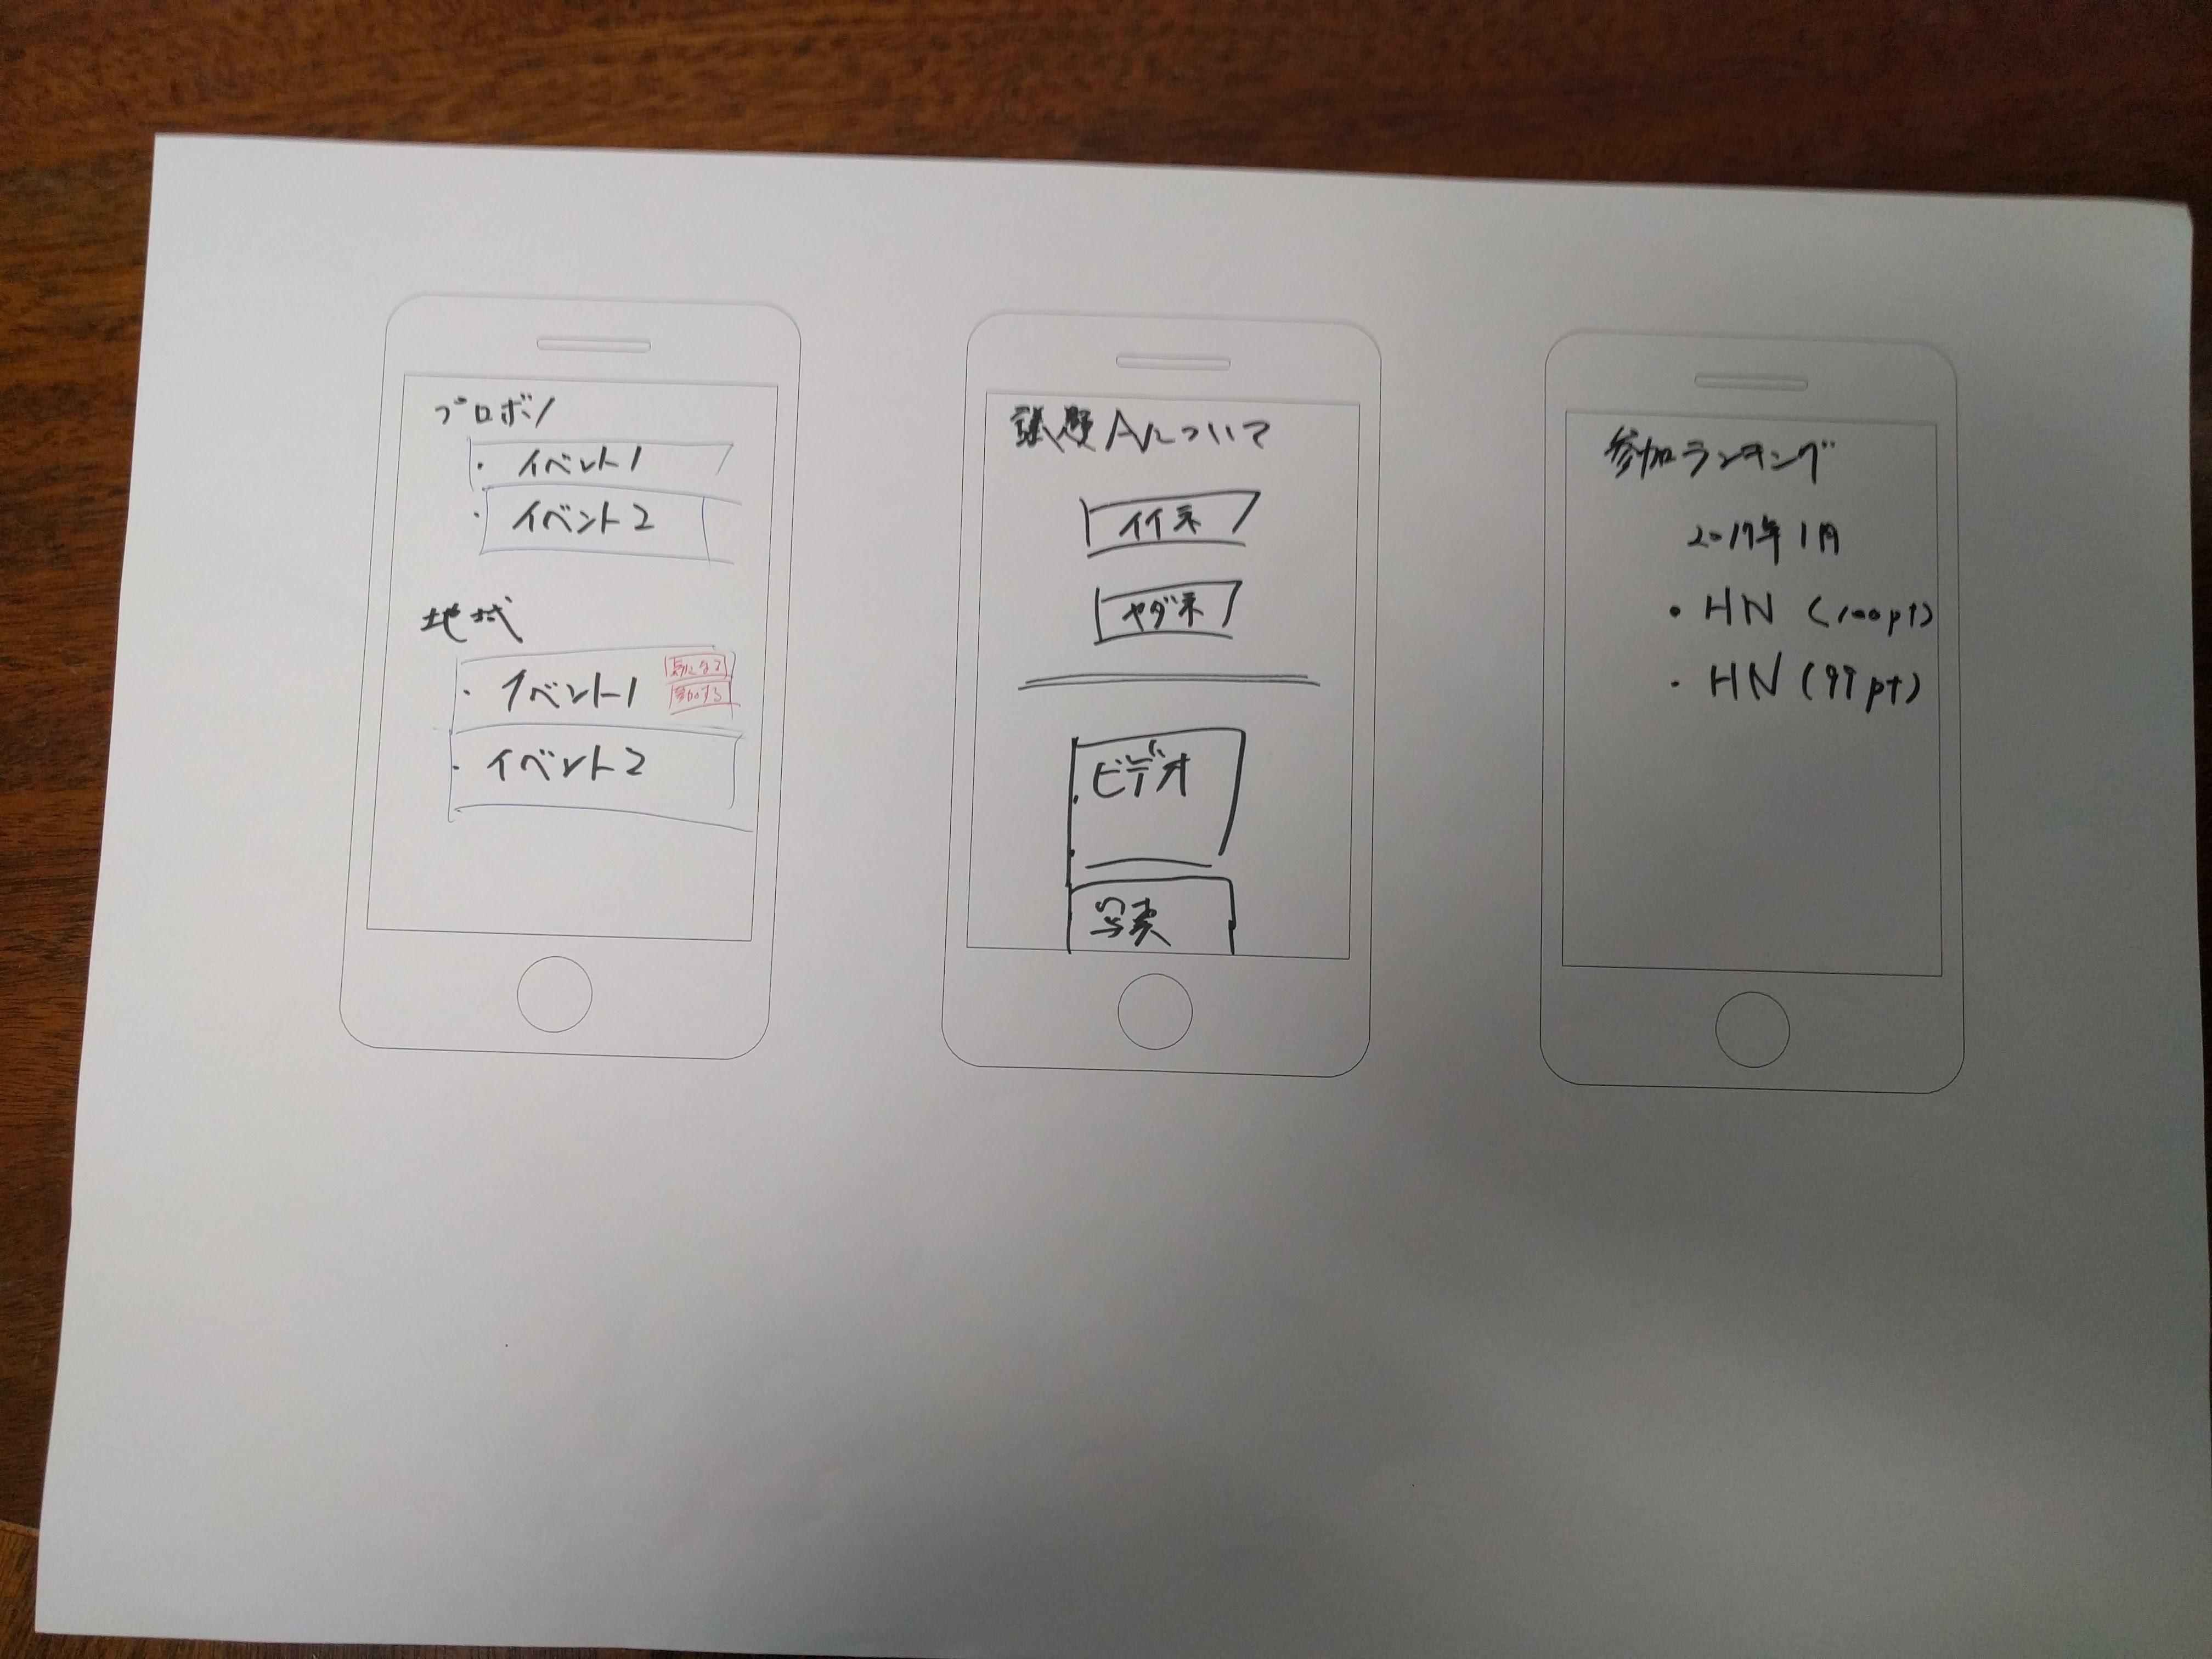 プロボノ
・イベント1
・イベント2
地域
・イベント1
気になる
参加する
・イベント2
議題Aについて
イイネ
ヤダネ
ビデオ
写真
参加ランキング
2017年1月
・HN (100pt)
・HN (99pt)